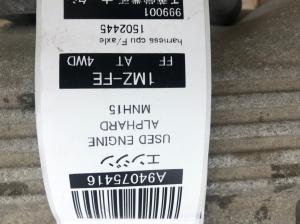 A94075416
エンジン
USED ENGINE
ALPHARD
MNH15
1MZ-FE
FF AT 4WD
harness cpu F/axle
1502445
999001